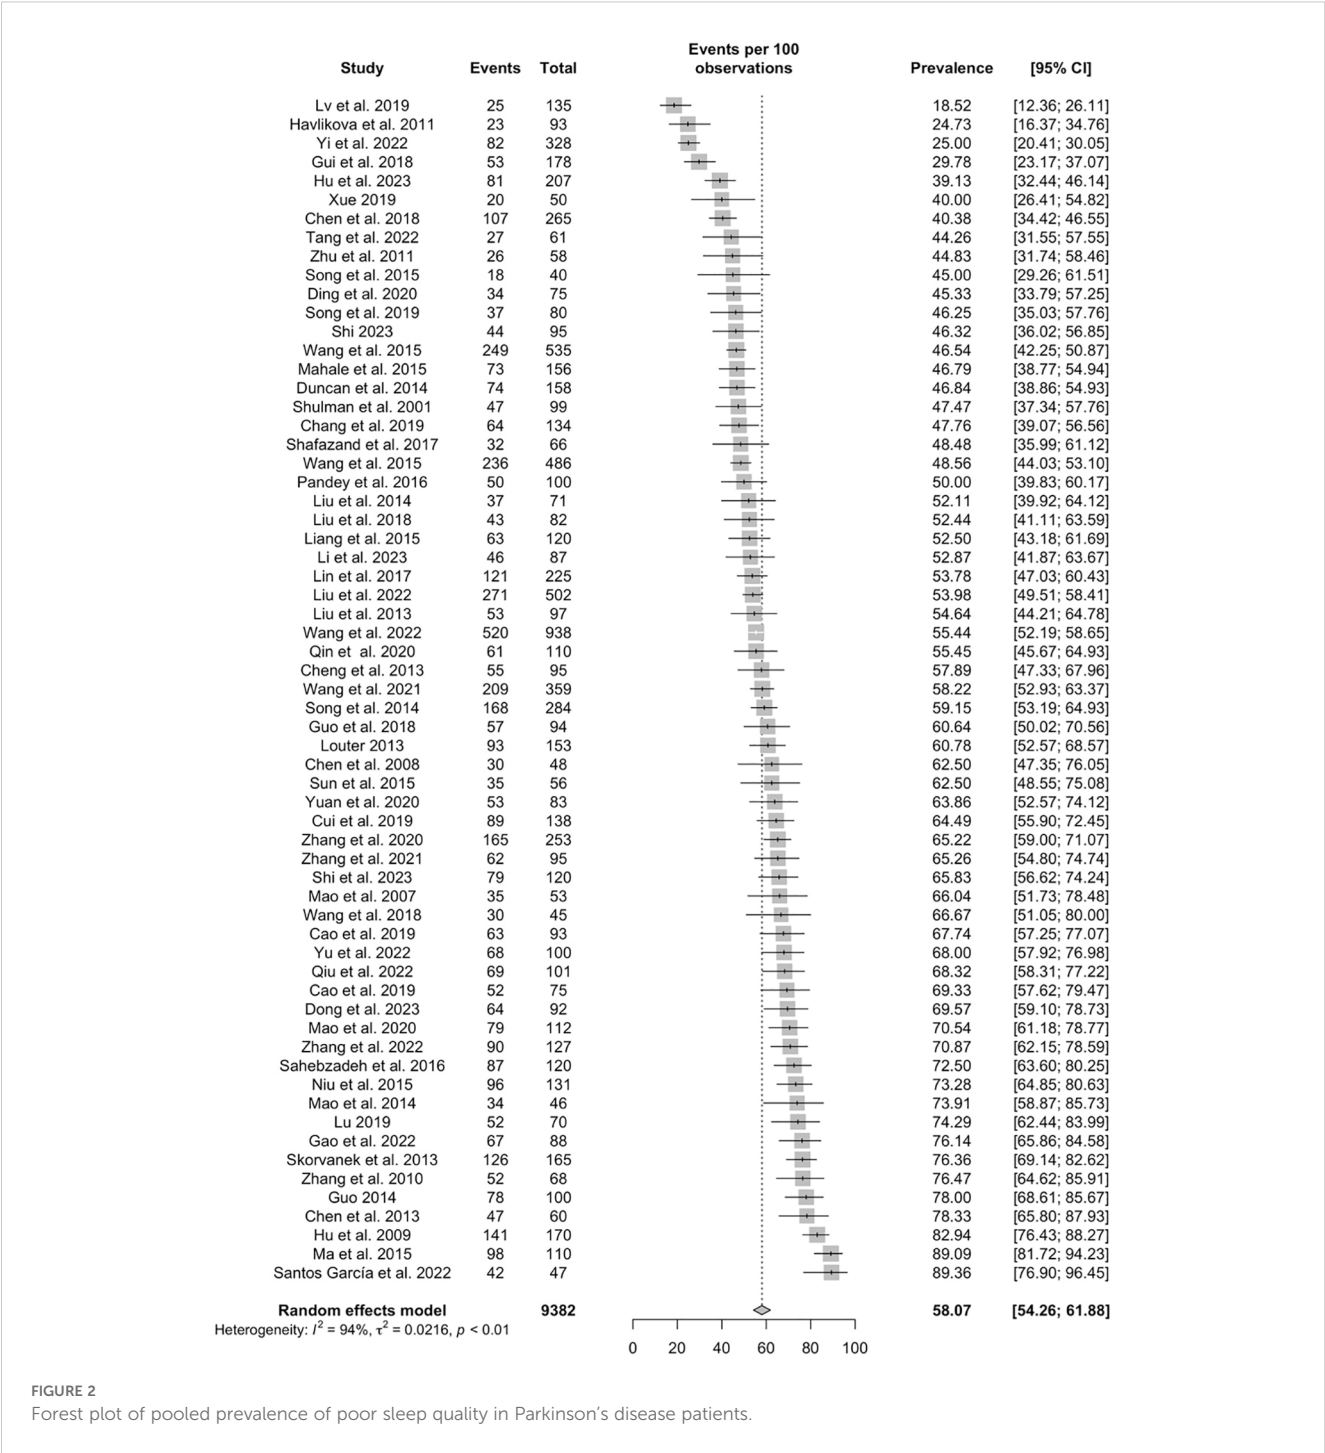 Events per 100
Study Events Total observations Prevalence [95% CI]
Lv et al. 2019 25 135 18.52 [12.36; 26.11]
Havlikova et al. 2011 23 93 24.73 [16.37; 34.76]
Yi et al. 2022 82 328 25.00 [20.41; 30.05]
Gui et al. 2018 53 178 29.78 [23.17; 37.07]
Hu et al. 2023 81 207 39.13 [32.44; 46.14]
Xue 2019 20 50 40.00 [26.41; 54.82]
Chen et al. 2018 107 265 40.38 [34.42; 46.55]
Tang et al. 2022 27 61 44.26 [31.55; 57.55]
Zhu et al. 2011 26 58 44.83 [31.74; 58.46]
Song et al. 2015 18 40 45.00 [29.26; 61.51]
Ding et al. 2020 34 75 45.33 [33.79; 57.25]
Song et al. 2019 37 80 46.25 [35.03; 57.76]
Shi 2023 44 95 46.32 [36.02; 56.85]
Wang et al. 2015 249 535 46.54 [42.25; 50.87]
Mahale et al. 2015 73 156 46.79 [38.77; 54.94]
Duncan et al. 2014 74 158 46.84 [38.86; 54.93]
Shulman et al. 2001 47 99 47.47 [37.34; 57.76]
Chang et al. 2019 64 134 47.76 [39.07; 56.56]
Shafazand et al. 2017 32 66 48.48 [35.99; 61.12]
Wang et al. 2015 236 486 48.56 [44.03; 53.10]
Pandey et al. 2016 50 100 50.00 [39.83; 60.17]
Liu et al. 2014 37 71 52.11 [39.92; 64.12]
Liu et al. 2018 43 82 52.44 [41.11; 63.59]
Liang et al. 2015 63 120 52.50 [43.18; 61.69]
Li et al. 2023 46 87 52.87 [41.87; 63.67]
Lin et al. 2017 121 225 53.78 [47.03; 60.43]
Liu et al. 2022 271 502 53.98 [49.51; 58.41]
Liu et al. 2013 53 97 54.64 [44.21; 64.78]
Wang et al. 2022 520 938 55.44 [52.19; 58.65]
Qin et al. 2020 61 110 55.45 [45.67; 64.93]
Cheng et al. 2013 55 95 57.89 [47.33; 67.96]
Wang et al. 2021 209 359 58.22 [52.93; 63.37]
Song et al. 2014 168 284 59.15 [53.19; 64.93]
Guo et al. 2018 57 94 60.64 [50.02; 70.56]
Louter 2013 93 153 60.78 [52.57; 68.57]
Chen et al. 2008 30 48 62.50 [47.35; 76.05]
Sun et al. 2015 35 56 62.50 [48.55; 75.08]
Yuan et al. 2020 53 83 63.86 [52.57; 74.12]
Cui et al. 2019 89 138 64.49 [55.90; 72.45]
Zhang et al. 2020 165 253 65.22 [59.00; 71.07]
Zhang et al. 2021 62 95 65.26 [54.80; 74.74]
Shi et al. 2023 79 120 65.83 [56.62; 74.24]
Mao et al. 2007 35 53 66.04 [51.73; 78.48]
Wang et al. 2018 30 45 66.67 [51.05; 80.00]
Cao et al. 2019 63 93 67.74 [57.25; 77.07]
Yu et al. 2022 68 100 68.00 [57.92; 76.98]
Qiu et al. 2022 69 101 68.32 [58.31; 77.22]
Cao et al. 2019 52 75 69.33 [57.62; 79.47]
Dong et al. 2023 64 92 69.57 [59.10; 78.73]
Mao et al. 2020 79 112 70.54 [61.18; 78.77]
Zhang et al. 2022 90 127 70.87 [62.15; 78.59]
Sahebzadeh et al. 2016 87 120 72.50 [63.60; 80.25]
Niu et al. 2015 96 131 73.28 [64.85; 80.63]
Mao et al. 2014 34 46 73.91 [58.87; 85.73]
Lu 2019 52 70 74.29 [62.44; 83.99]
Gao et al. 2022 67 88 76.14 [65.86; 84.58]
Skorvanek et al. 2013 126 165 76.36 [69.14; 82.62]
Zhang et al. 2010 52 68 76.47 [64.62; 85.91]
Guo 2014 78 100 78.00 [68.61; 85.67]
Chen et al. 2013 47 60 78.33 [65.80; 87.93]
Hu et al. 2009 141 170 82.94 [76.43; 88.27]
Ma et al. 2015 98 110 89.09 [81.72; 94.23]
Santos García et al. 2022 42 47 89.36 [76.90; 96.45]
Random effects model 9382 58.07 [54.26; 61.88]
Heterogeneity: I² = 94%, τ² = 0.0216, p < 0.01
0 20 40 60 80 100
FIGURE 2
Forest plot of pooled prevalence of poor sleep quality in Parkinson's disease patients.